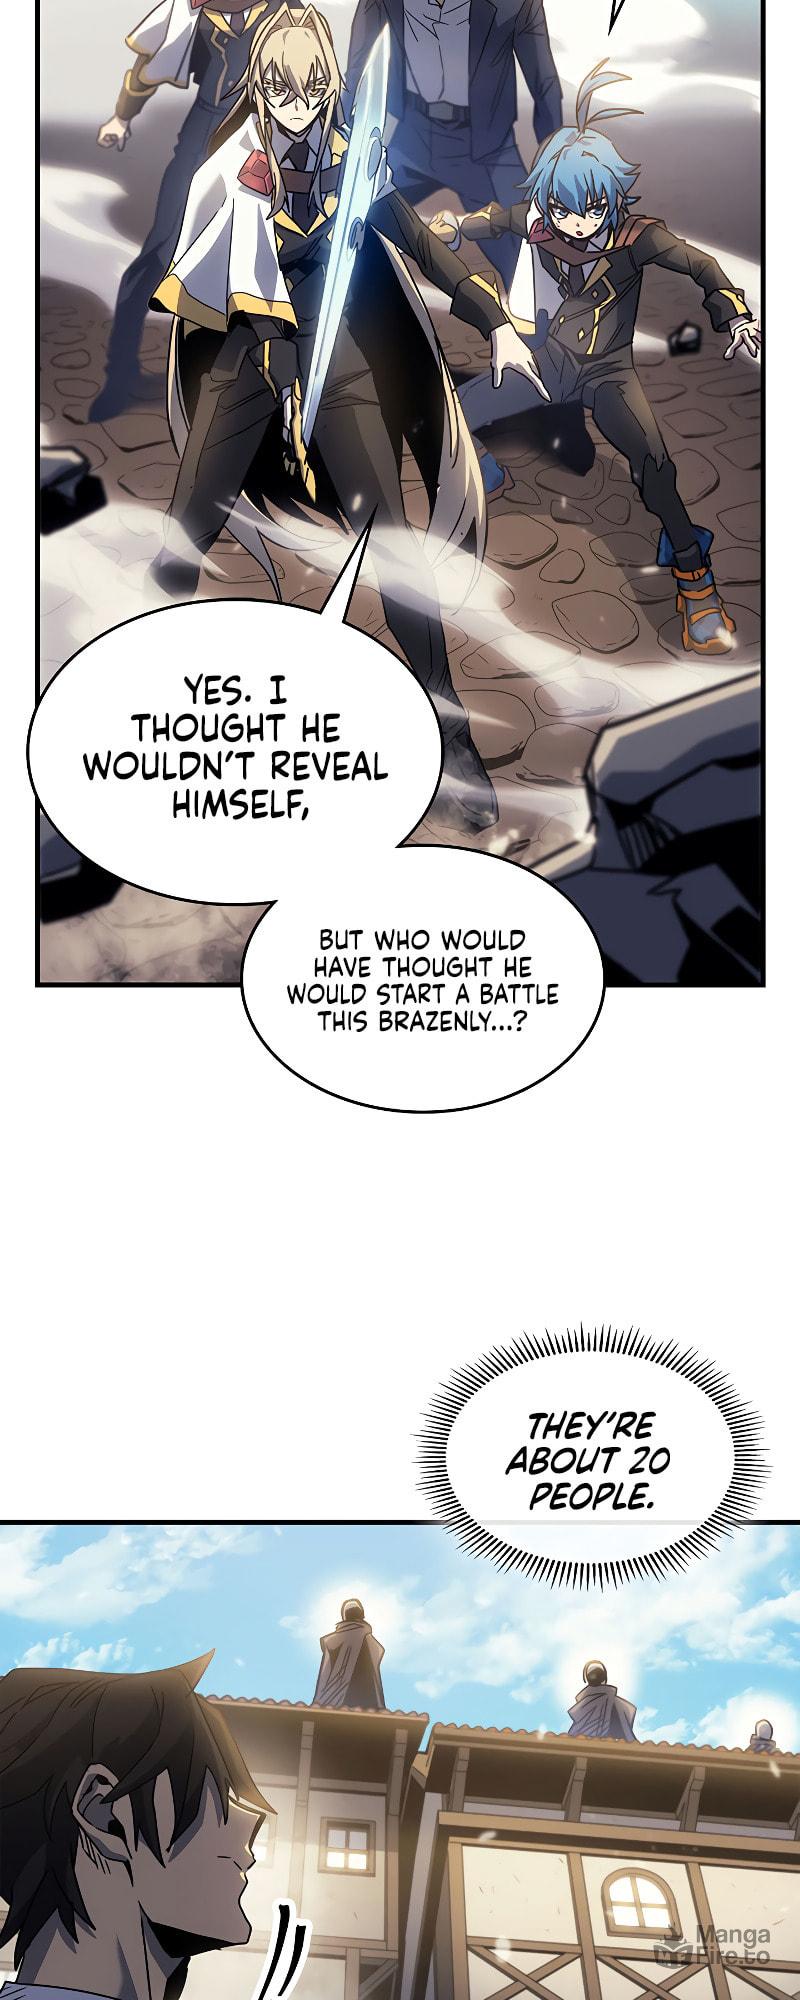 YES. I
THOUGHT HE
WOULDN'T REVEAL
HIMSELF,
BUT WHO WOULD
HAVE THOUGHT HE
WOULD START A BATTLE
THIS BRAZENLY...?
THEY'RE
ABOUT 20
PEOPLE.
Manga
Fire.to